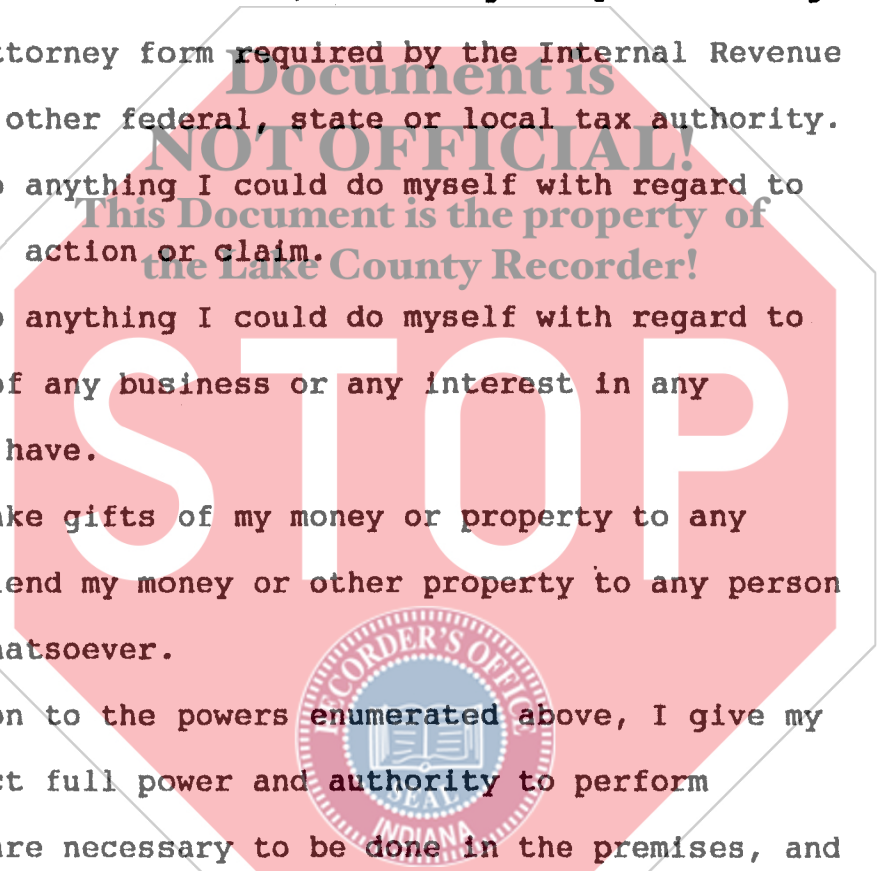 ttorney form required by the Internal Revenue
Document is
other federal, state or local tax authority.
NOT OFFICIAL!
anything I could do myself with regard to
This Document is the property of
action or claim.
the Lake County Recorder!
anything I could do myself with regard to
of any business or any interest in any
STOP
have.
ake gifts of my money or property to any
lend my money or other property to any person
hatsoever.
RECORDER'S OFFICE
on to the powers enumerated above, I give my
ct full power and authority to perform
SEAL
INDIANA
are necessary to be done in the premises, and